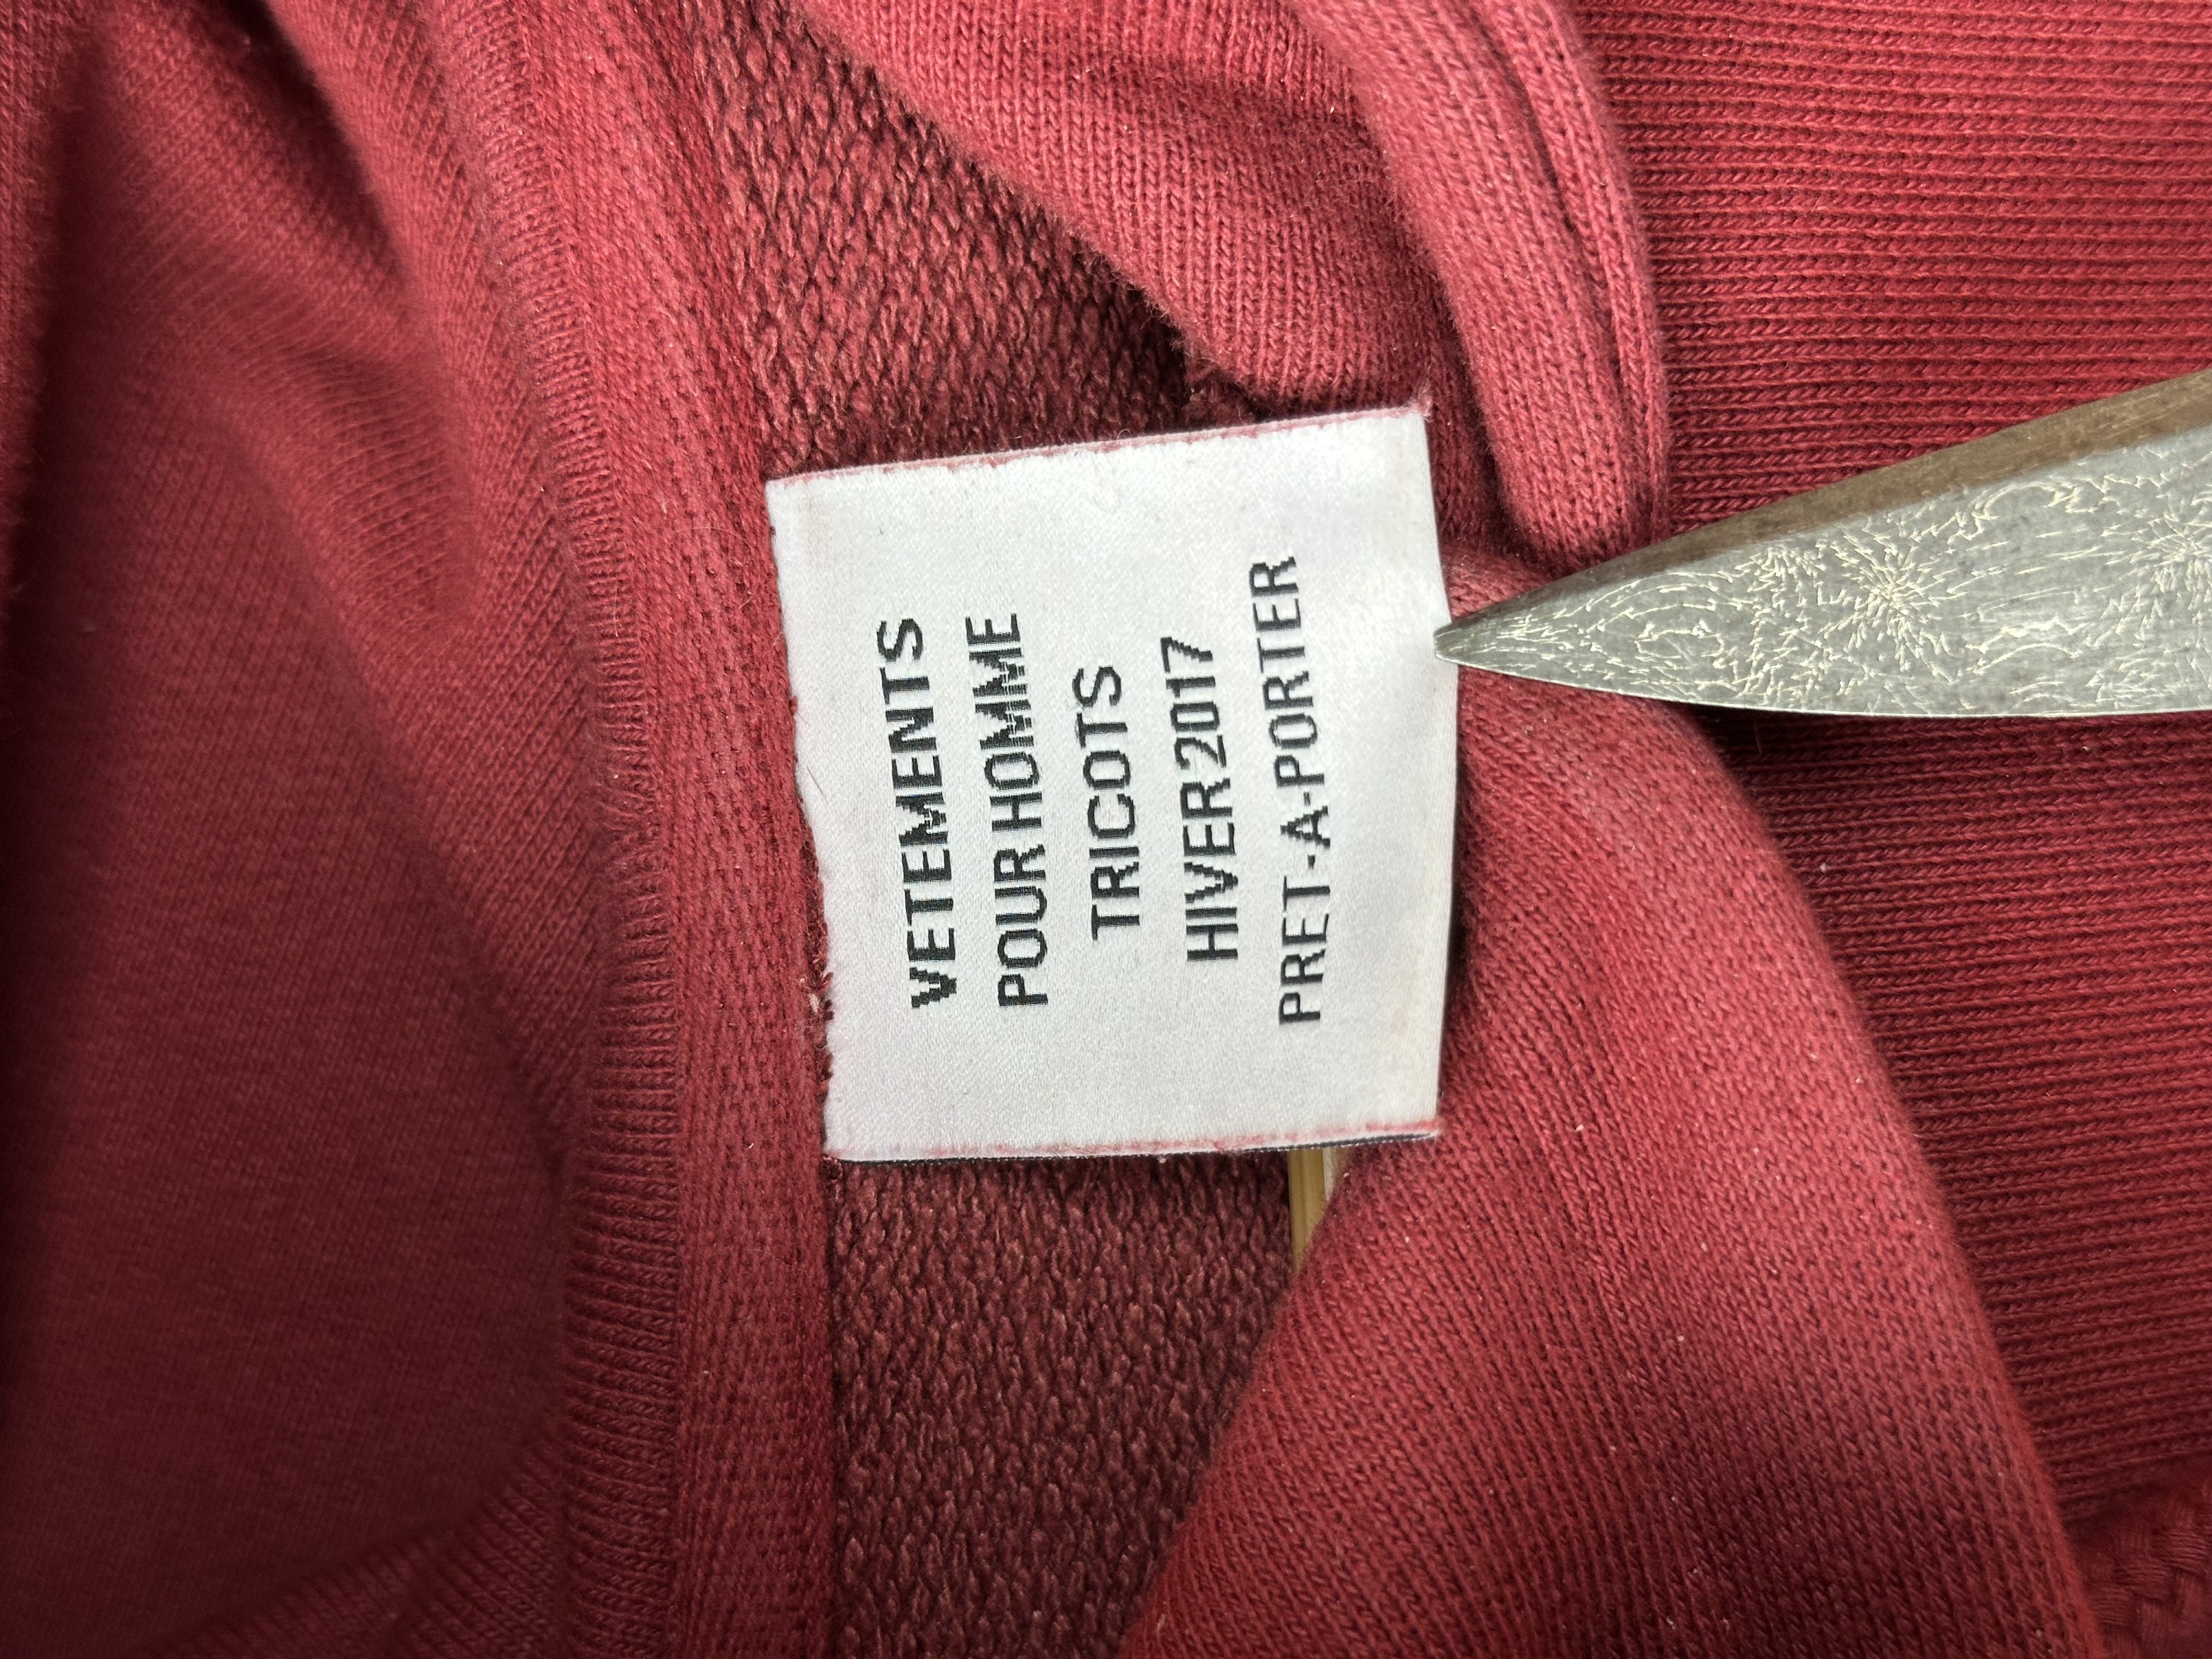 VETEMENTS
POUR HOMME
TRICOTS
HIVER 2017
PRET-A-PORTER